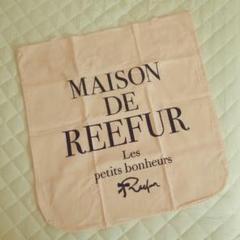 MAISON
DE
REEFUR
Les
petits bonheurs
Reefur